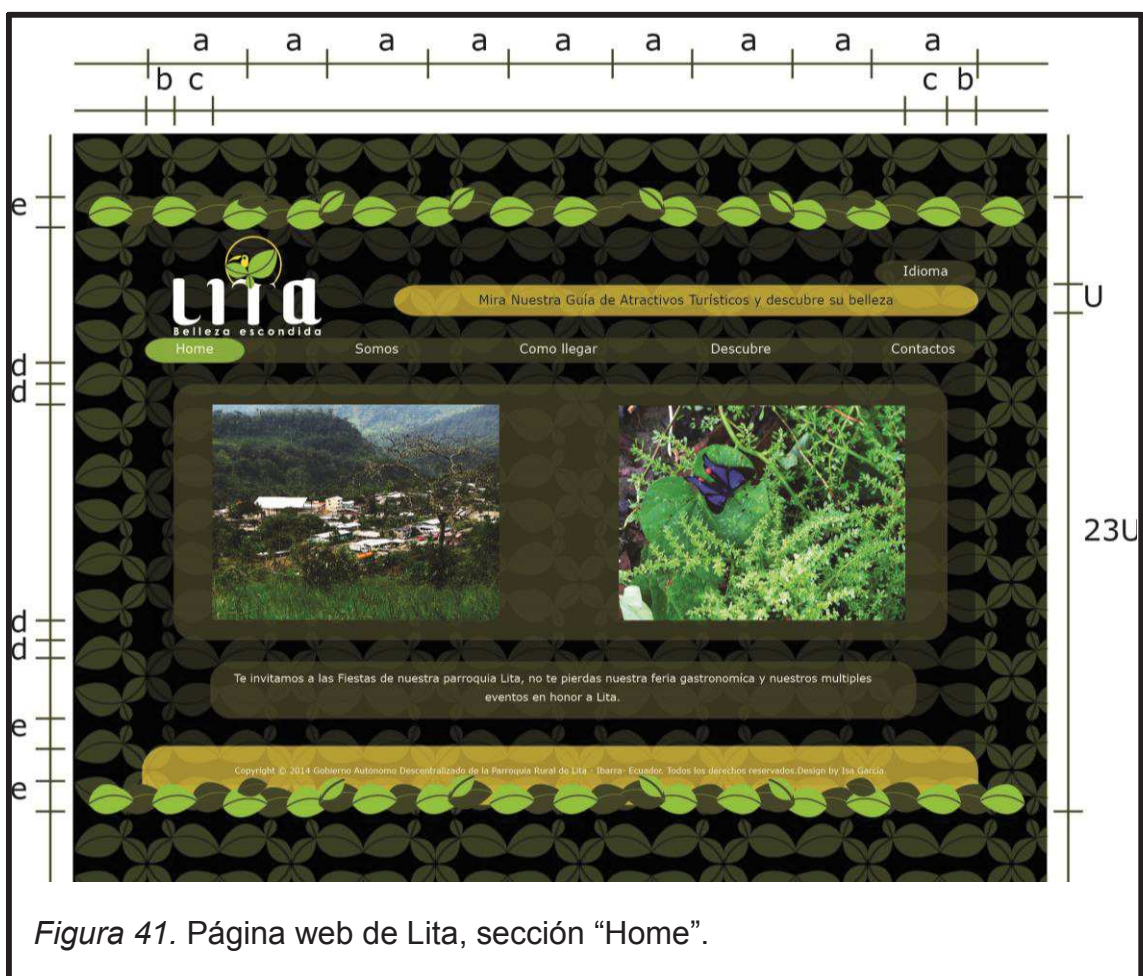 a a a a a a a a a
b c c b
e
Idioma
U
Mira Nuestra Guía de Atractivos Turísticos y descubre su belleza
Lita
Belleza escondida
Home Somos Como llegar Descubre Contactos
d
d
23U
d
d
Te invitamos a las Fiestas de nuestra parroquia Lita, no te pierdas nuestra feria gastronomíca y nuestros multiples
eventos en honor a Lita.
e
Copyright © 2014 Gobierno Autonomo Descentralizado de la Parroquia Rural de Lita - Ibarra- Ecuador. Todos los derechos reservados.Design by Isa García.
e
Figura 41. Página web de Lita, sección “Home”.